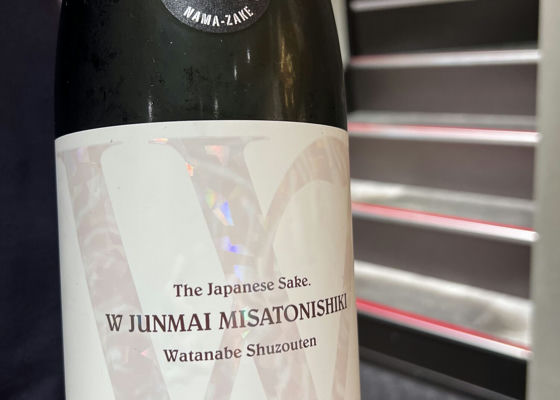 NAMA-ZAKE
The Japanese Sake.
W JUNMAI MISATONISHIKI
Watanabe Shuzouten